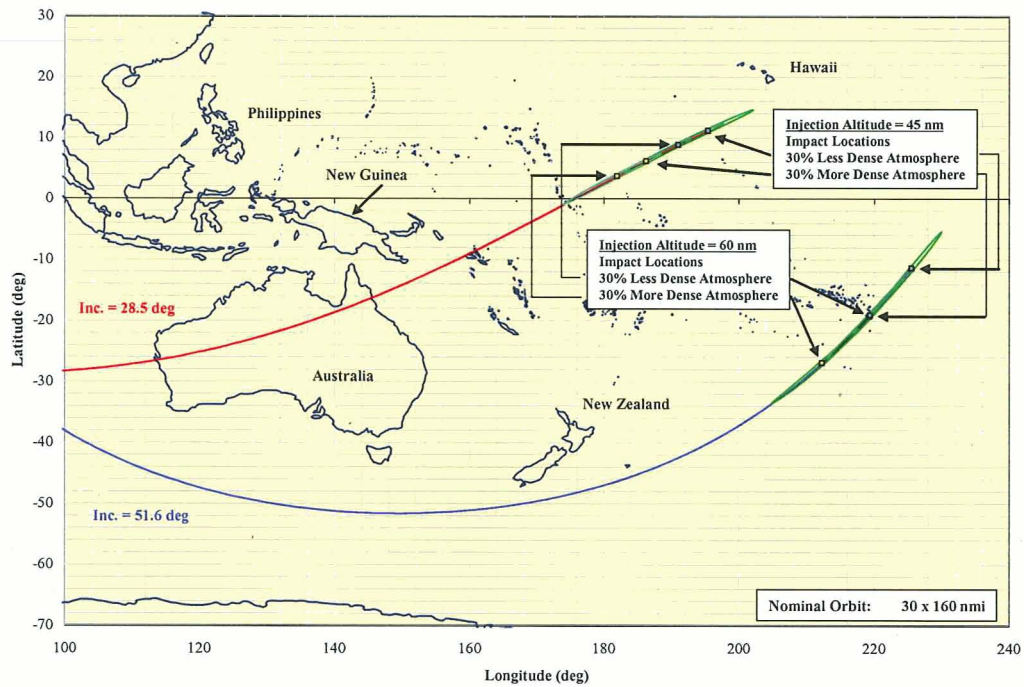 30
20
10
0
-10
-20
-30
-40
-50
-60
-70
Latitude (deg)
Hawaii
Philippines
New Guinea
Injection Altitude = 45 nm
Impact Locations
30% Less Dense Atmosphere
30% More Dense Atmosphere
Injection Altitude = 60 nm
Impact Locations
30% Less Dense Atmosphere
30% More Dense Atmosphere
Inc. = 28.5 deg
Australia
New Zealand
Inc. = 51.6 deg
Nominal Orbit: 30 x 160 nmi
100 120 140 160 180 200 220 240
Longitude (deg)